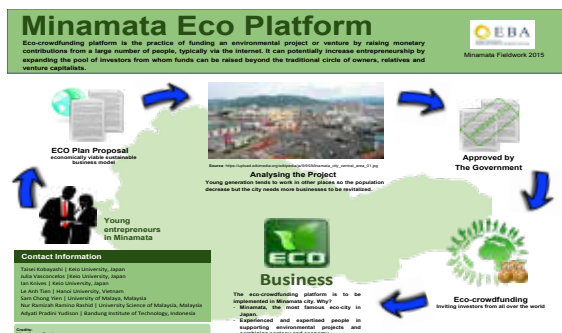 Minamata Eco Platform
Eco-crowdfunding platform is the practice of funding an environmental project or venture by raising monetary
contributions from a large number of people, typically via the internet. It can potentially increase entrepreneurship by
expanding the pool of investors from whom funds can be raised beyond the traditional circle of owners, relatives and
venture capitalists.
EBA
Minamata Fieldwork 2015
ECO Plan Proposal
economically viable sustainable
business model
Source:
Analysing the Project
Young generation tends to work in other places so the population
decrease but the city needs more businesses to be revitalized.
Approved by
The Government
Young
entrepreneurs
in Minamata
ECO
Business
The eco-crowdfunding platform is to be
implemented in Minamata city. Why?
- Minamata, the most famous eco-city in
Japan.
- Experienced and expertised people in
supporting environmental projects and
Eco-crowdfunding
Inviting investors from all over the world
Contact Information
Taisei Kobayashi | Keio University, Japan
Julia Vasconcelos |Keio University, Japan
Ian Knives | Keio University, Japan
Le Anh Tien | Hanoi University, Vietnam
Sam Chong Yien | University of Malaya, Malaysia
Nur Romizah Ramino Rashid | University Science of Malaysia, Malaysia
Adyati Pradini Yudison | Bandung Institute of Technology, Indonesia
Credits: